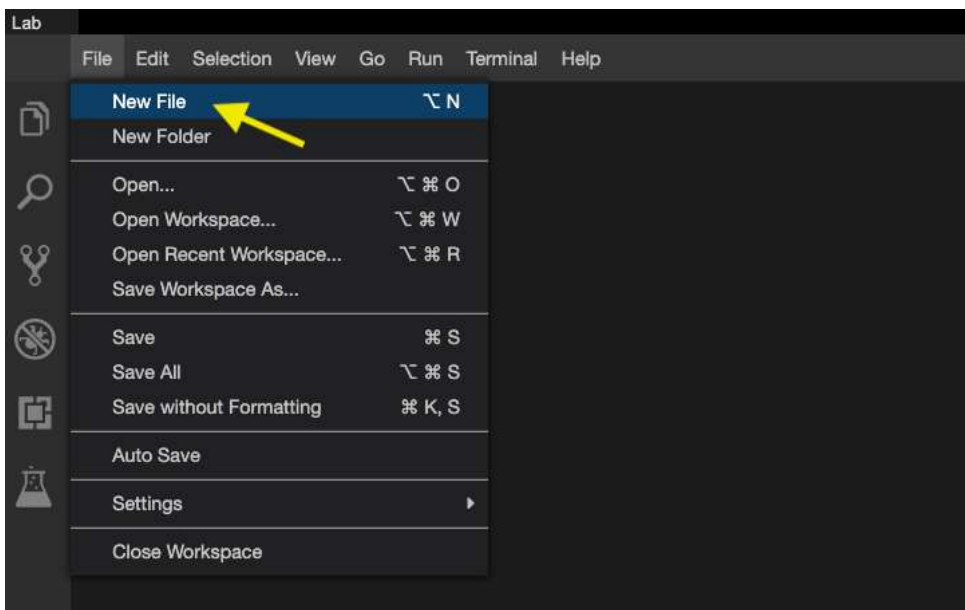 Lab
File Edit Selection View Go Run Terminal Help
New File ⌥ N
New Folder
Open... ⌥ ⌘ O
Open Workspace... ⌥ ⌘ W
Open Recent Workspace... ⌥ ⌘ R
Save Workspace As...
Save ⌘ S
Save All ⌥ ⌘ S
Save without Formatting ⌘ K, S
Auto Save
Settings
Close Workspace